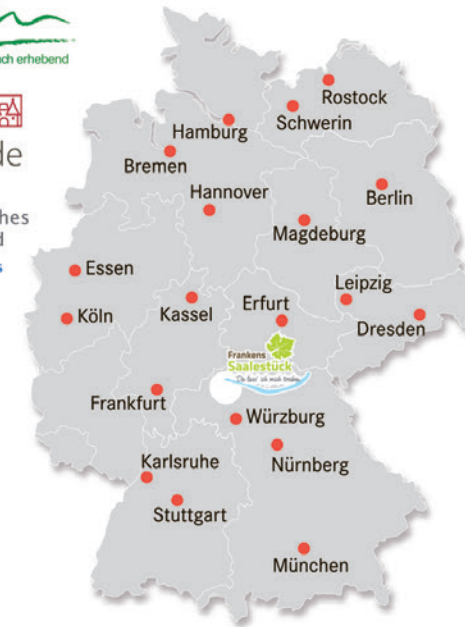 ch erhebend
de
hes
d
s
Rostock
Schwerin
Hamburg
Bremen
Hannover
Berlin
Magdeburg
Essen
Leipzig
Kassel
Erfurt
Köln
Dresden
Frankens
Saalestück
Frankfurt
Würzburg
Karlsruhe
Nürnberg
Stuttgart
München